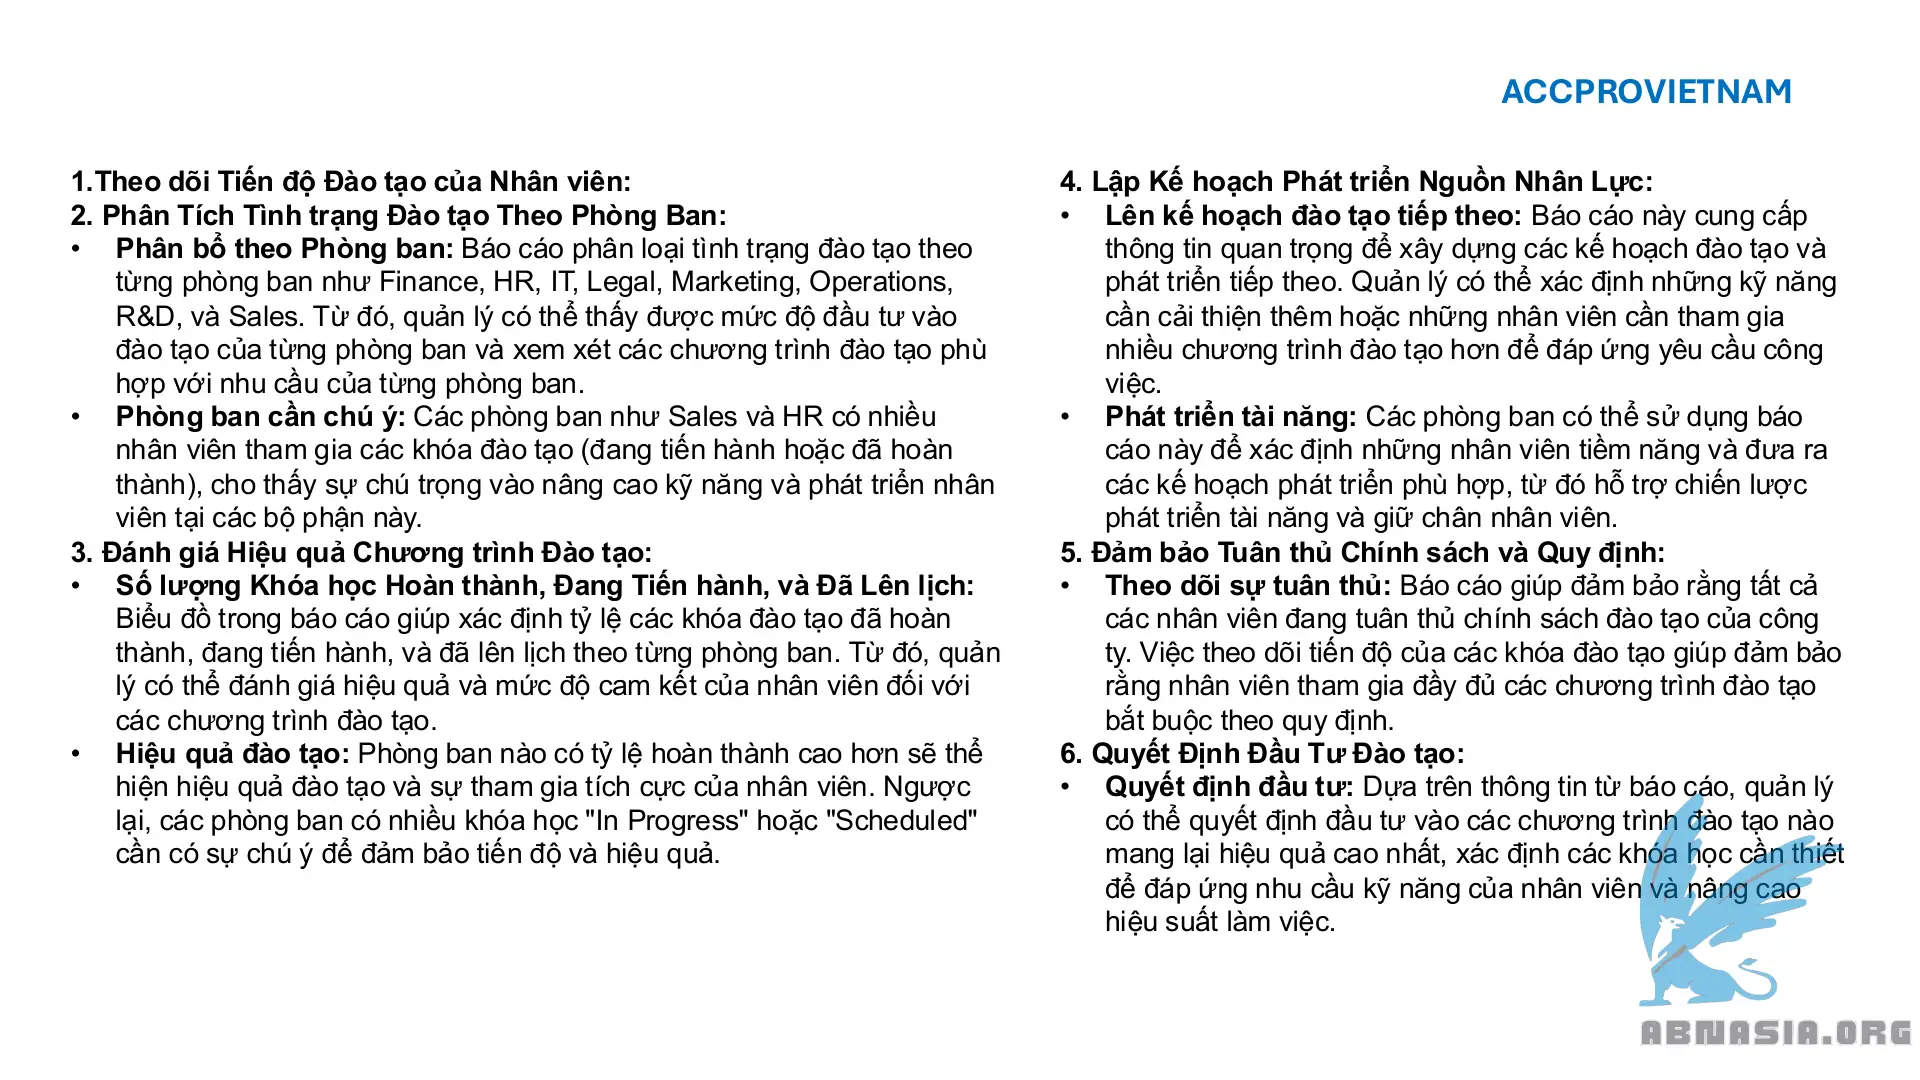 ACCPROVIETNAM
1.Theo dõi Tiến độ Đào tạo của Nhân viên:
2. Phân Tích Tình trạng Đào tạo Theo Phòng Ban:
• Phân bổ theo Phòng ban: Báo cáo phân loại tình trạng đào tạo theo
từng phòng ban như Finance, HR, IT, Legal, Marketing, Operations,
R&D, và Sales. Từ đó, quản lý có thể thấy được mức độ đầu tư vào
đào tạo của từng phòng ban và xem xét các chương trình đào tạo phù
hợp với nhu cầu của từng phòng ban.
• Phòng ban cần chú ý: Các phòng ban như Sales và HR có nhiều
nhân viên tham gia các khóa đào tạo (đang tiến hành hoặc đã hoàn
thành), cho thấy sự chú trọng vào nâng cao kỹ năng và phát triển nhân
viên tại các bộ phận này.
3. Đánh giá Hiệu quả Chương trình Đào tạo:
• Số lượng Khóa học Hoàn thành, Đang Tiến hành, và Đã Lên lịch:
Biểu đồ trong báo cáo giúp xác định tỷ lệ các khóa đào tạo đã hoàn
thành, đang tiến hành, và đã lên lịch theo từng phòng ban. Từ đó, quản
lý có thể đánh giá hiệu quả và mức độ cam kết của nhân viên đối với
các chương trình đào tạo.
• Hiệu quả đào tạo: Phòng ban nào có tỷ lệ hoàn thành cao hơn sẽ thể
hiện hiệu quả đào tạo và sự tham gia tích cực của nhân viên. Ngược
lại, các phòng ban có nhiều khóa học "In Progress" hoặc "Scheduled"
cần có sự chú ý để đảm bảo tiến độ và hiệu quả.
4. Lập Kế hoạch Phát triển Nguồn Nhân Lực:
• Lên kế hoạch đào tạo tiếp theo: Báo cáo này cung cấp
thông tin quan trọng để xây dựng các kế hoạch đào tạo và
phát triển tiếp theo. Quản lý có thể xác định những kỹ năng
cần cải thiện thêm hoặc những nhân viên cần tham gia
nhiều chương trình đào tạo hơn để đáp ứng yêu cầu công
việc.
• Phát triển tài năng: Các phòng ban có thể sử dụng báo
cáo này để xác định những nhân viên tiềm năng và đưa ra
các kế hoạch phát triển phù hợp, từ đó hỗ trợ chiến lược
phát triển tài năng và giữ chân nhân viên.
5. Đảm bảo Tuân thủ Chính sách và Quy định:
• Theo dõi sự tuân thủ: Báo cáo giúp đảm bảo rằng tất cả
các nhân viên đang tuân thủ chính sách đào tạo của công
ty. Việc theo dõi tiến độ của các khóa đào tạo giúp đảm bảo
rằng nhân viên tham gia đầy đủ các chương trình đào tạo
bắt buộc theo quy định.
6. Quyết Định Đầu Tư Đào tạo:
• Quyết định đầu tư: Dựa trên thông tin từ báo cáo, quản lý
có thể quyết định đầu tư vào các chương trình đào tạo nào
mang lại hiệu quả cao nhất, xác định các khóa học cần thiết
để đáp ứng nhu cầu kỹ năng của nhân viên và nâng cao
hiệu suất làm việc.
ABNASIA.ORG